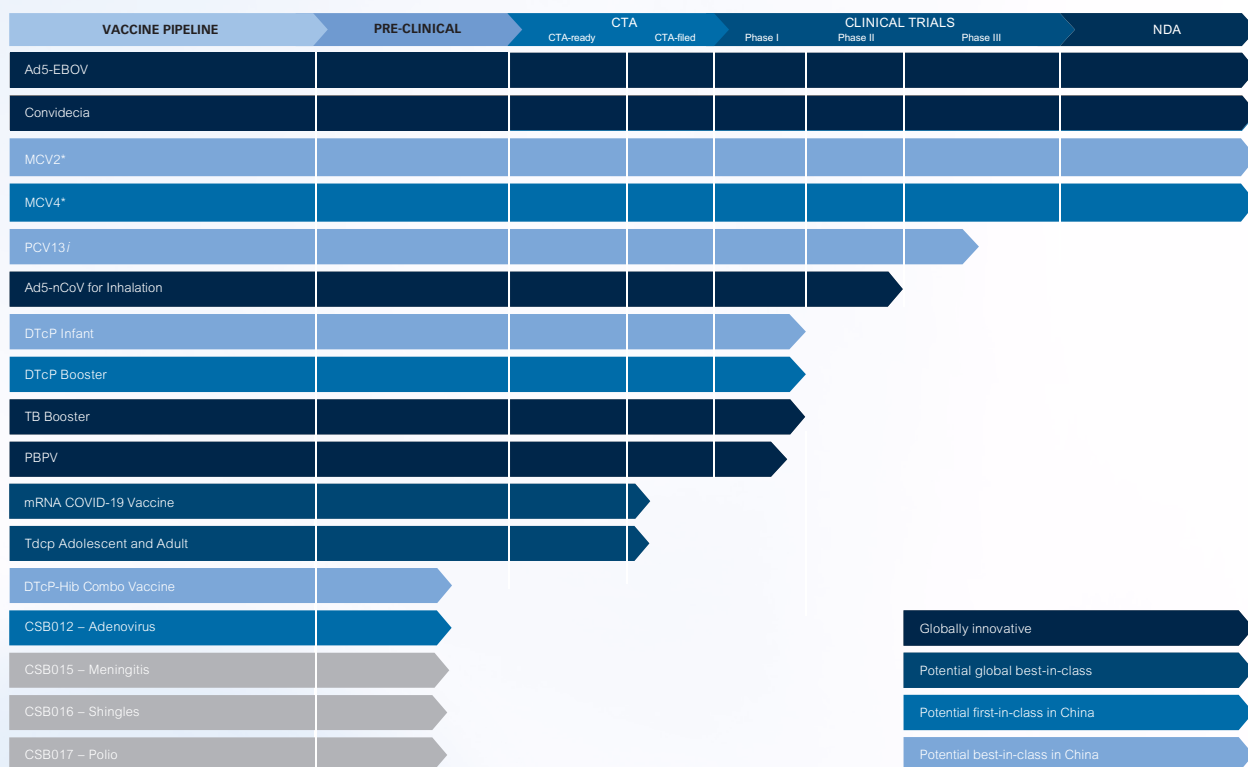 VACCINE PIPELINE
PRE-CLINICAL
CTA
CTA-ready
CTA-filed
CLINICAL TRIALS
Phase I
Phase II
Phase III
NDA
Ad5-EBOV
Convidecia
MCV2*
MCV4*
PCV13i
Ad5-nCoV for Inhalation
DTcP Infant
DTcP Booster
TB Booster
PBPV
mRNA COVID-19 Vaccine
Tdcp Adolescent and Adult
DTcP-Hib Combo Vaccine
CSB012 – Adenovirus
Globally innovative
CSB015 – Meningitis
Potential global best-in-class
CSB016 – Shingles
Potential first-in-class in China
CSB017 – Polio
Potential best-in-class in China